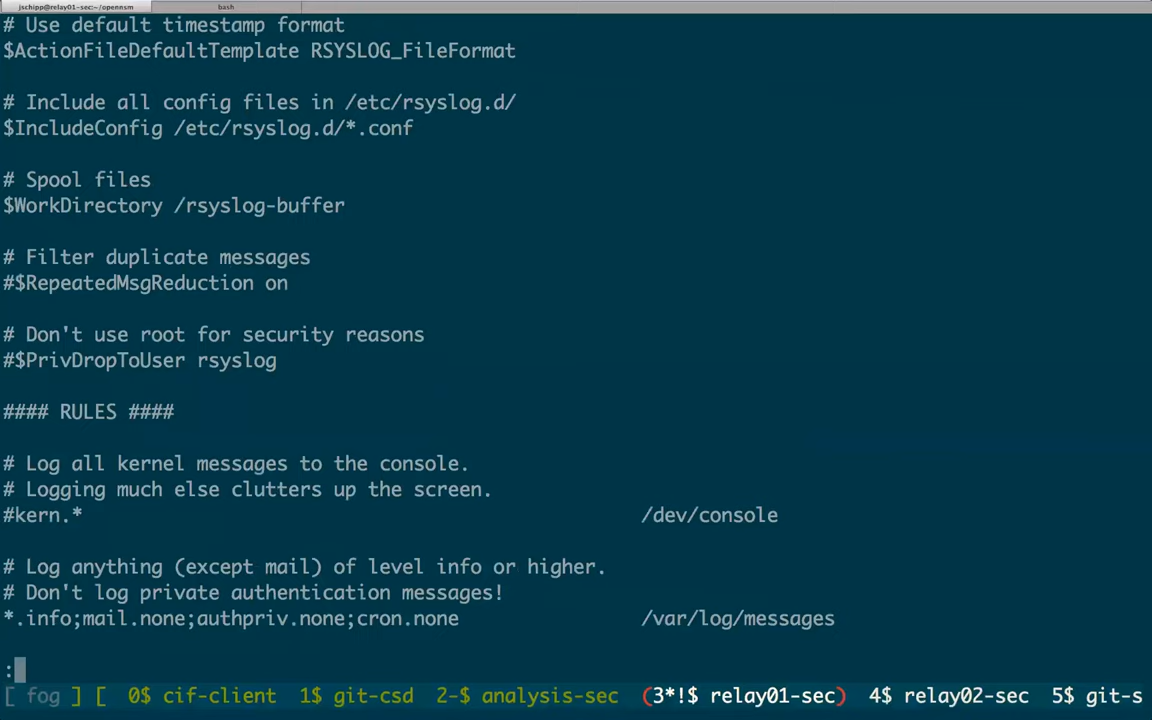 jschipp@relay01-sec:~/opennsm
bash
# Use default timestamp format
$ActionFileDefaultTemplate RSYSLOG_FileFormat
# Include all config files in /etc/rsyslog.d/
$IncludeConfig /etc/rsyslog.d/*.conf
# Spool files
$WorkDirectory /rsyslog-buffer
# Filter duplicate messages
#$RepeatedMsgReduction on
# Don't use root for security reasons
#$PrivDropToUser rsyslog
#### RULES ####
# Log all kernel messages to the console.
# Logging much else clutters up the screen.
#kern.* /dev/console
# Log anything (except mail) of level info or higher.
# Don't log private authentication messages!
*.info;mail.none;authpriv.none;cron.none /var/log/messages
:
[ fog ] [ 0$ cif-client 1$ git-csd 2-$ analysis-sec (3*!$ relay01-sec) 4$ relay02-sec 5$ git-s